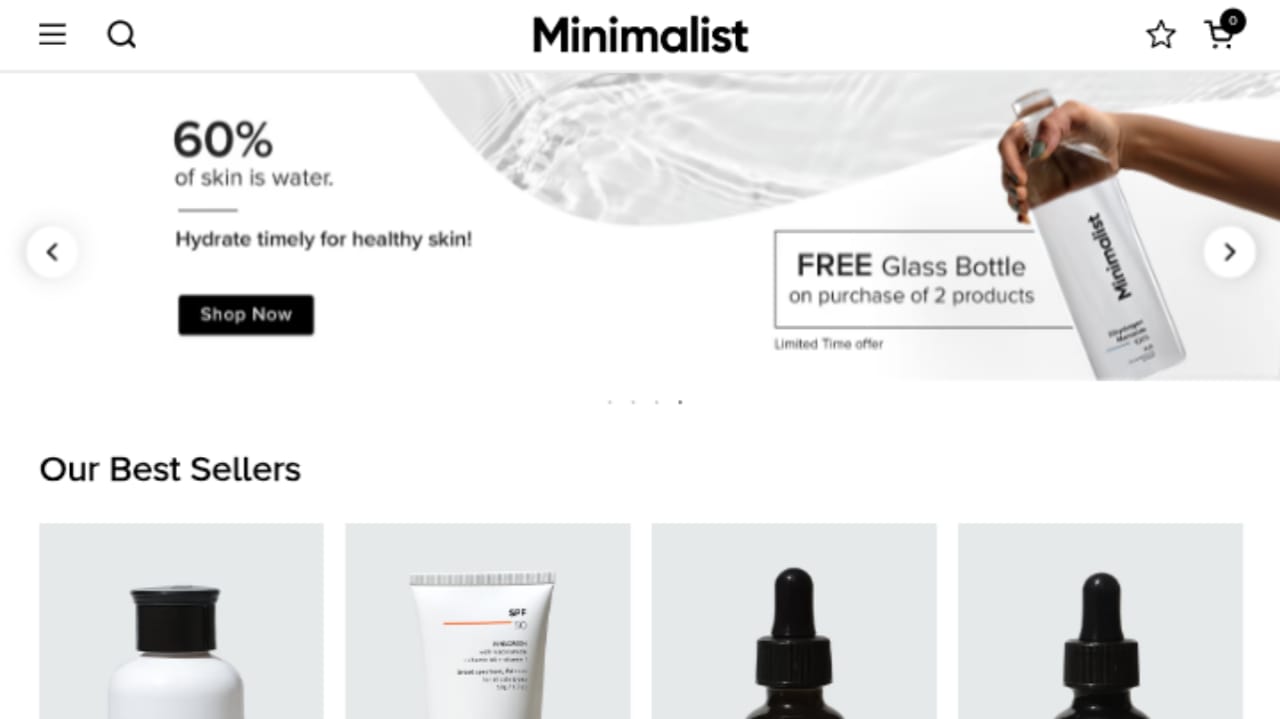 Minimalist
0
60%
of skin is water.
Hydrate timely for healthy skin!
Shop Now
FREE Glass Bottle
on purchase of 2 products
Limited Time offer
Minimalist
Our Best Sellers
SPF
50